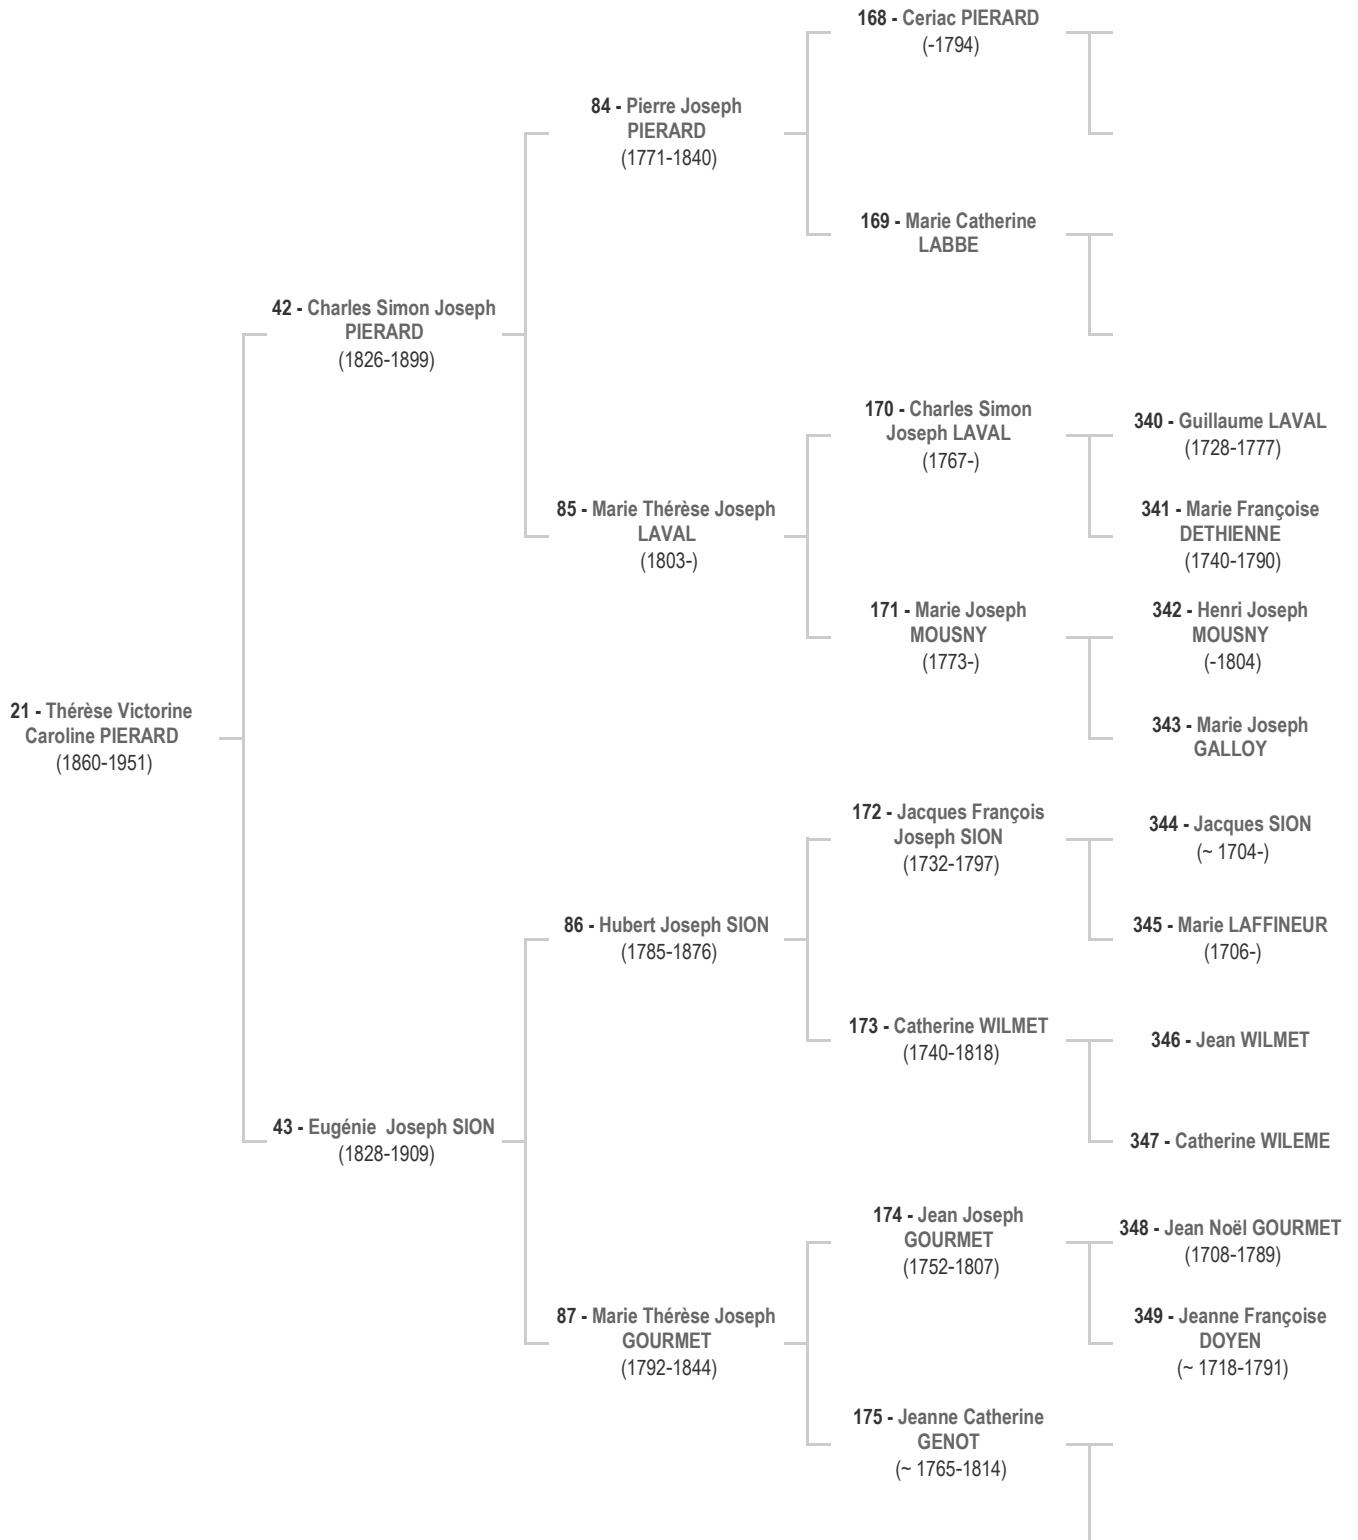 168 - Ceriac PIERARD
(-1794)
84 - Pierre Joseph
PIERARD
(1771-1840)
169 - Marie Catherine
LABBE
42 - Charles Simon Joseph
PIERARD
(1826-1899)
170 - Charles Simon
Joseph LAVAL
(1767-)
340 - Guillaume LAVAL
(1728-1777)
85 - Marie Thérèse Joseph
LAVAL
(1803-)
341 - Marie Françoise
DETHIENNE
(1740-1790)
171 - Marie Joseph
MOUSNY
(1773-)
342 - Henri Joseph
MOUSNY
(-1804)
21 - Thérèse Victorine
Caroline PIERARD
(1860-1951)
343 - Marie Joseph
GALLOY
172 - Jacques François
Joseph SION
(1732-1797)
344 - Jacques SION
(~ 1704-)
86 - Hubert Joseph SION
(1785-1876)
345 - Marie LAFFINEUR
(1706-)
173 - Catherine WILMET
(1740-1818)
346 - Jean WILMET
43 - Eugénie  Joseph SION
(1828-1909)
347 - Catherine WILEME
174 - Jean Joseph
GOURMET
(1752-1807)
348 - Jean Noël GOURMET
(1708-1789)
87 - Marie Thérèse Joseph
GOURMET
(1792-1844)
349 - Jeanne Françoise
DOYEN
(~ 1718-1791)
175 - Jeanne Catherine
GENOT
(~ 1765-1814)